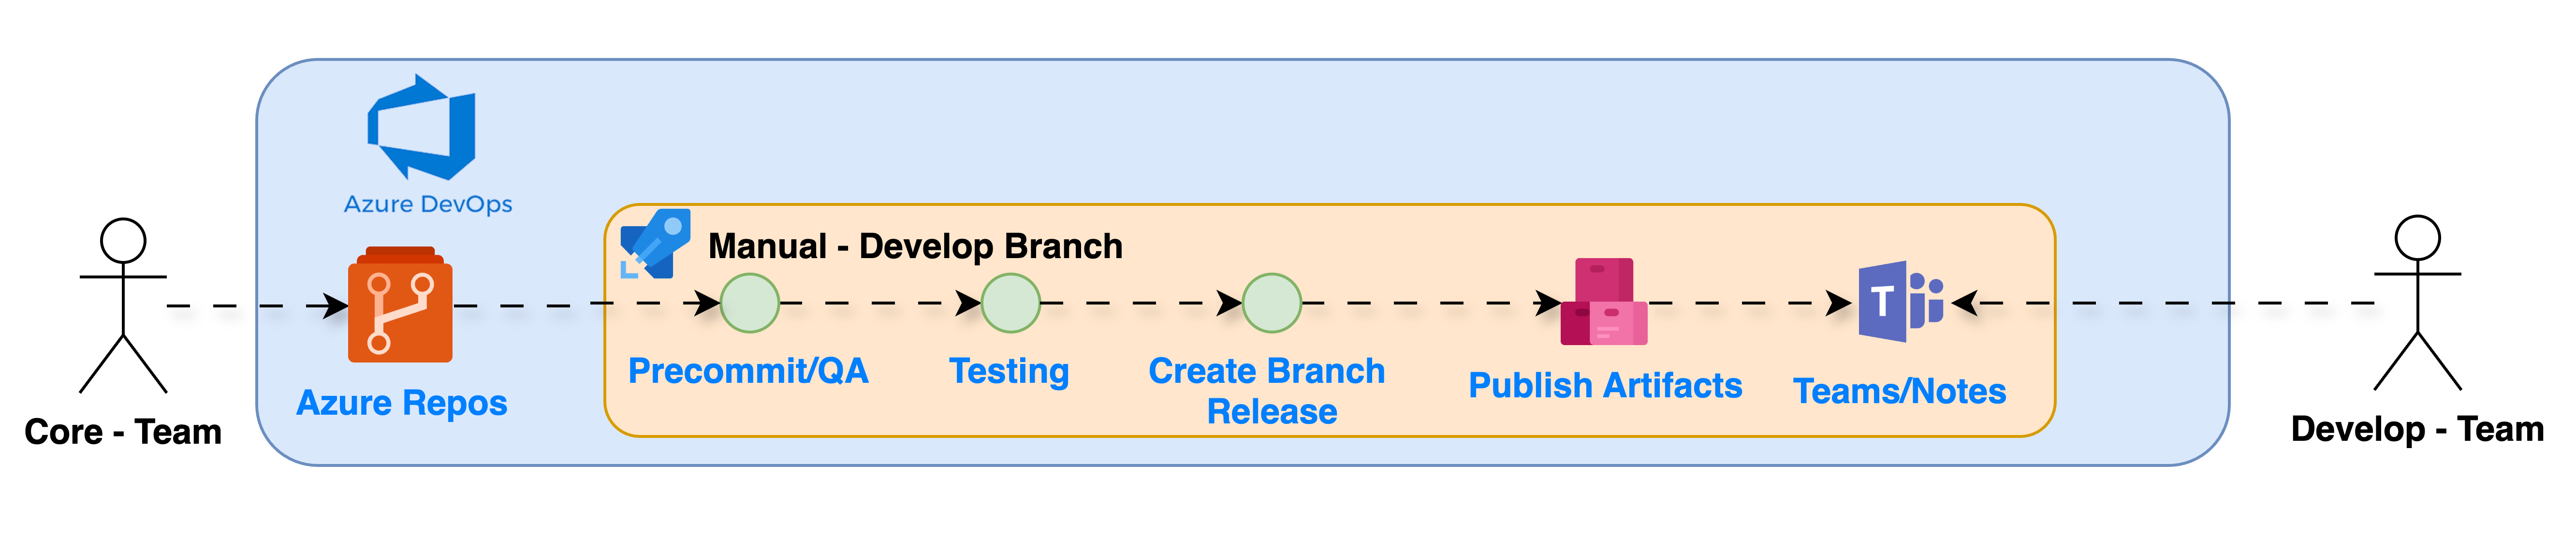 Azure DevOps
Manual - Develop Branch
T
Precommit/QA
Testing
Create Branch
Release
Publish Artifacts
Teams/Notes
Azure Repos
Core - Team
Develop - Team